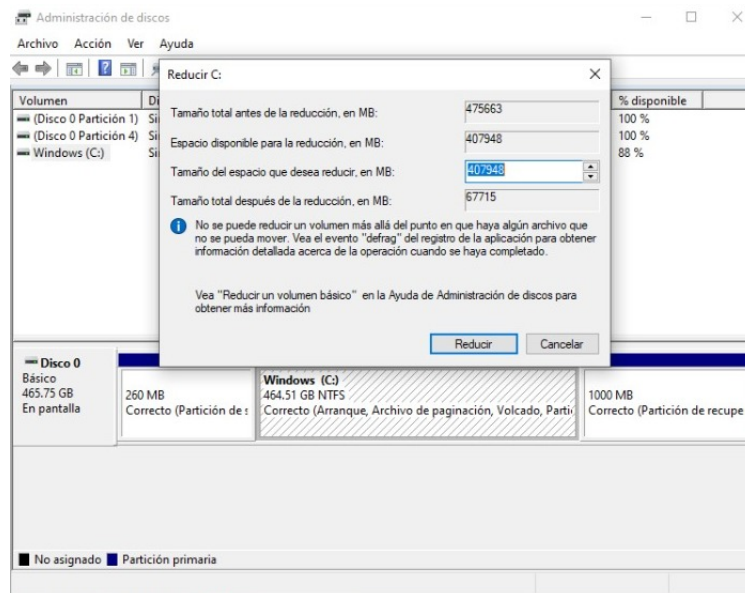 Administración de discos
Archivo Acción Ver Ayuda
Reducir C:
Volumen
Di
% disponible
(Disco 0 Partición 1) Si
100 %
(Disco 0 Partición 4) Si
100 %
Windows (C:) Si
88 %
Tamaño total antes de la reducción, en MB: 475663
Espacio disponible para la reducción, en MB: 407948
Tamaño del espacio que desea reducir, en MB: 407948
Tamaño total después de la reducción, en MB: 67715
No se puede reducir un volumen más allá del punto en que haya algún archivo que
no se pueda mover. Vea el evento "defrag" del registro de la aplicación para obtener
información detallada acerca de la operación cuando se haya completado.
Vea "Reducir un volumen básico" en la Ayuda de Administración de discos para
obtener más información
Reducir Cancelar
Disco 0
Básico
465.75 GB
En pantalla
260 MB
Correcto (Partición de s
Windows (C:)
464.51 GB NTFS
Correcto (Arranque, Archivo de paginación, Volcado, Parti
1000 MB
Correcto (Partición de recupe
No asignado Partición primaria